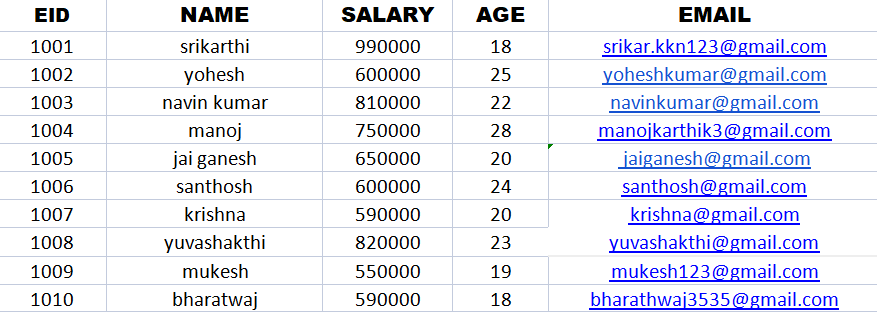 EID NAME SALARY AGE EMAIL
1001 srikarthi 990000 18 srikar.kkn123@gmail.com
1002 yohesh 600000 25 yoheshkumar@gmail.com
1003 navin kumar 810000 22 navinkumar@gmail.com
1004 manoj 750000 28 manojkarthik3@gmail.com
1005 jai ganesh 650000 20 jaiganesh@gmail.com
1006 santhosh 600000 24 santhosh@gmail.com
1007 krishna 590000 20 krishna@gmail.com
1008 yuvashakthi 820000 23 yuvashakthi@gmail.com
1009 mukesh 550000 19 mukesh123@gmail.com
1010 bharatwaj 590000 18 bharathwaj3535@gmail.com